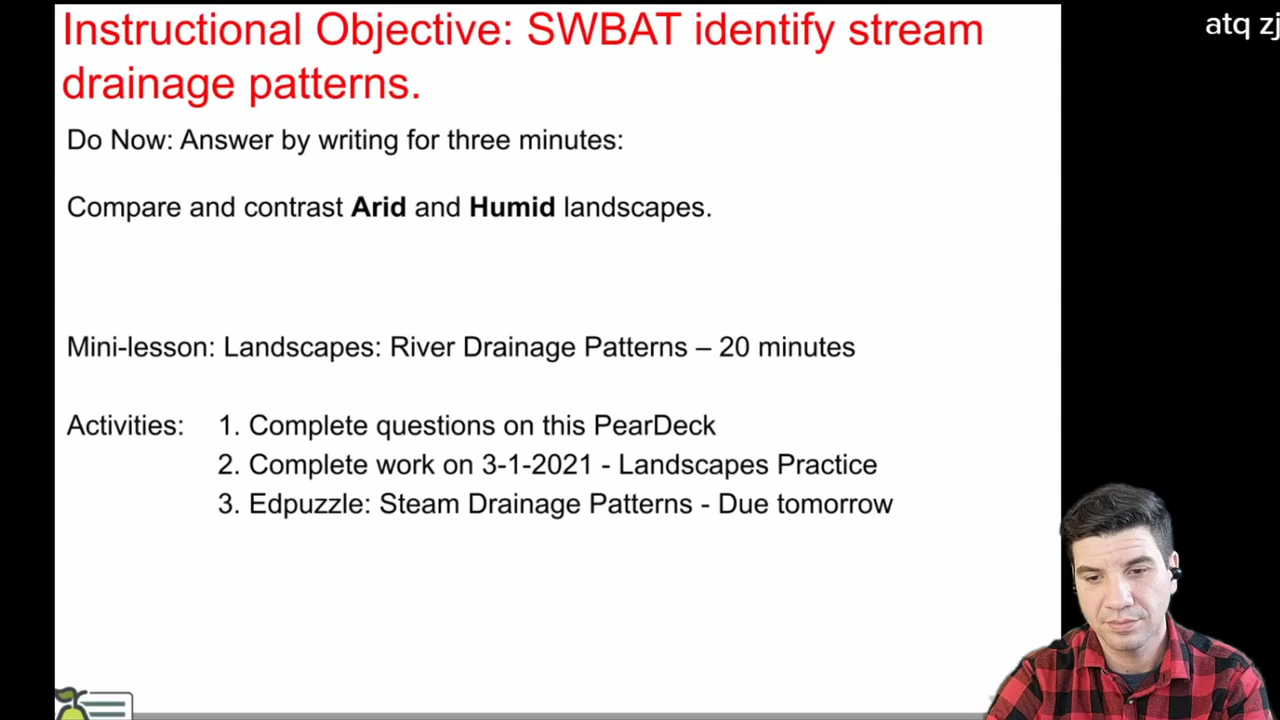 Instructional Objective: SWBAT identify stream
drainage patterns.
atq zj
Do Now: Answer by writing for three minutes:
Compare and contrast Arid and Humid landscapes.
Mini-lesson: Landscapes: River Drainage Patterns – 20 minutes
Activities: 1. Complete questions on this PearDeck
2. Complete work on 3-1-2021 - Landscapes Practice
3. Edpuzzle: Steam Drainage Patterns - Due tomorrow